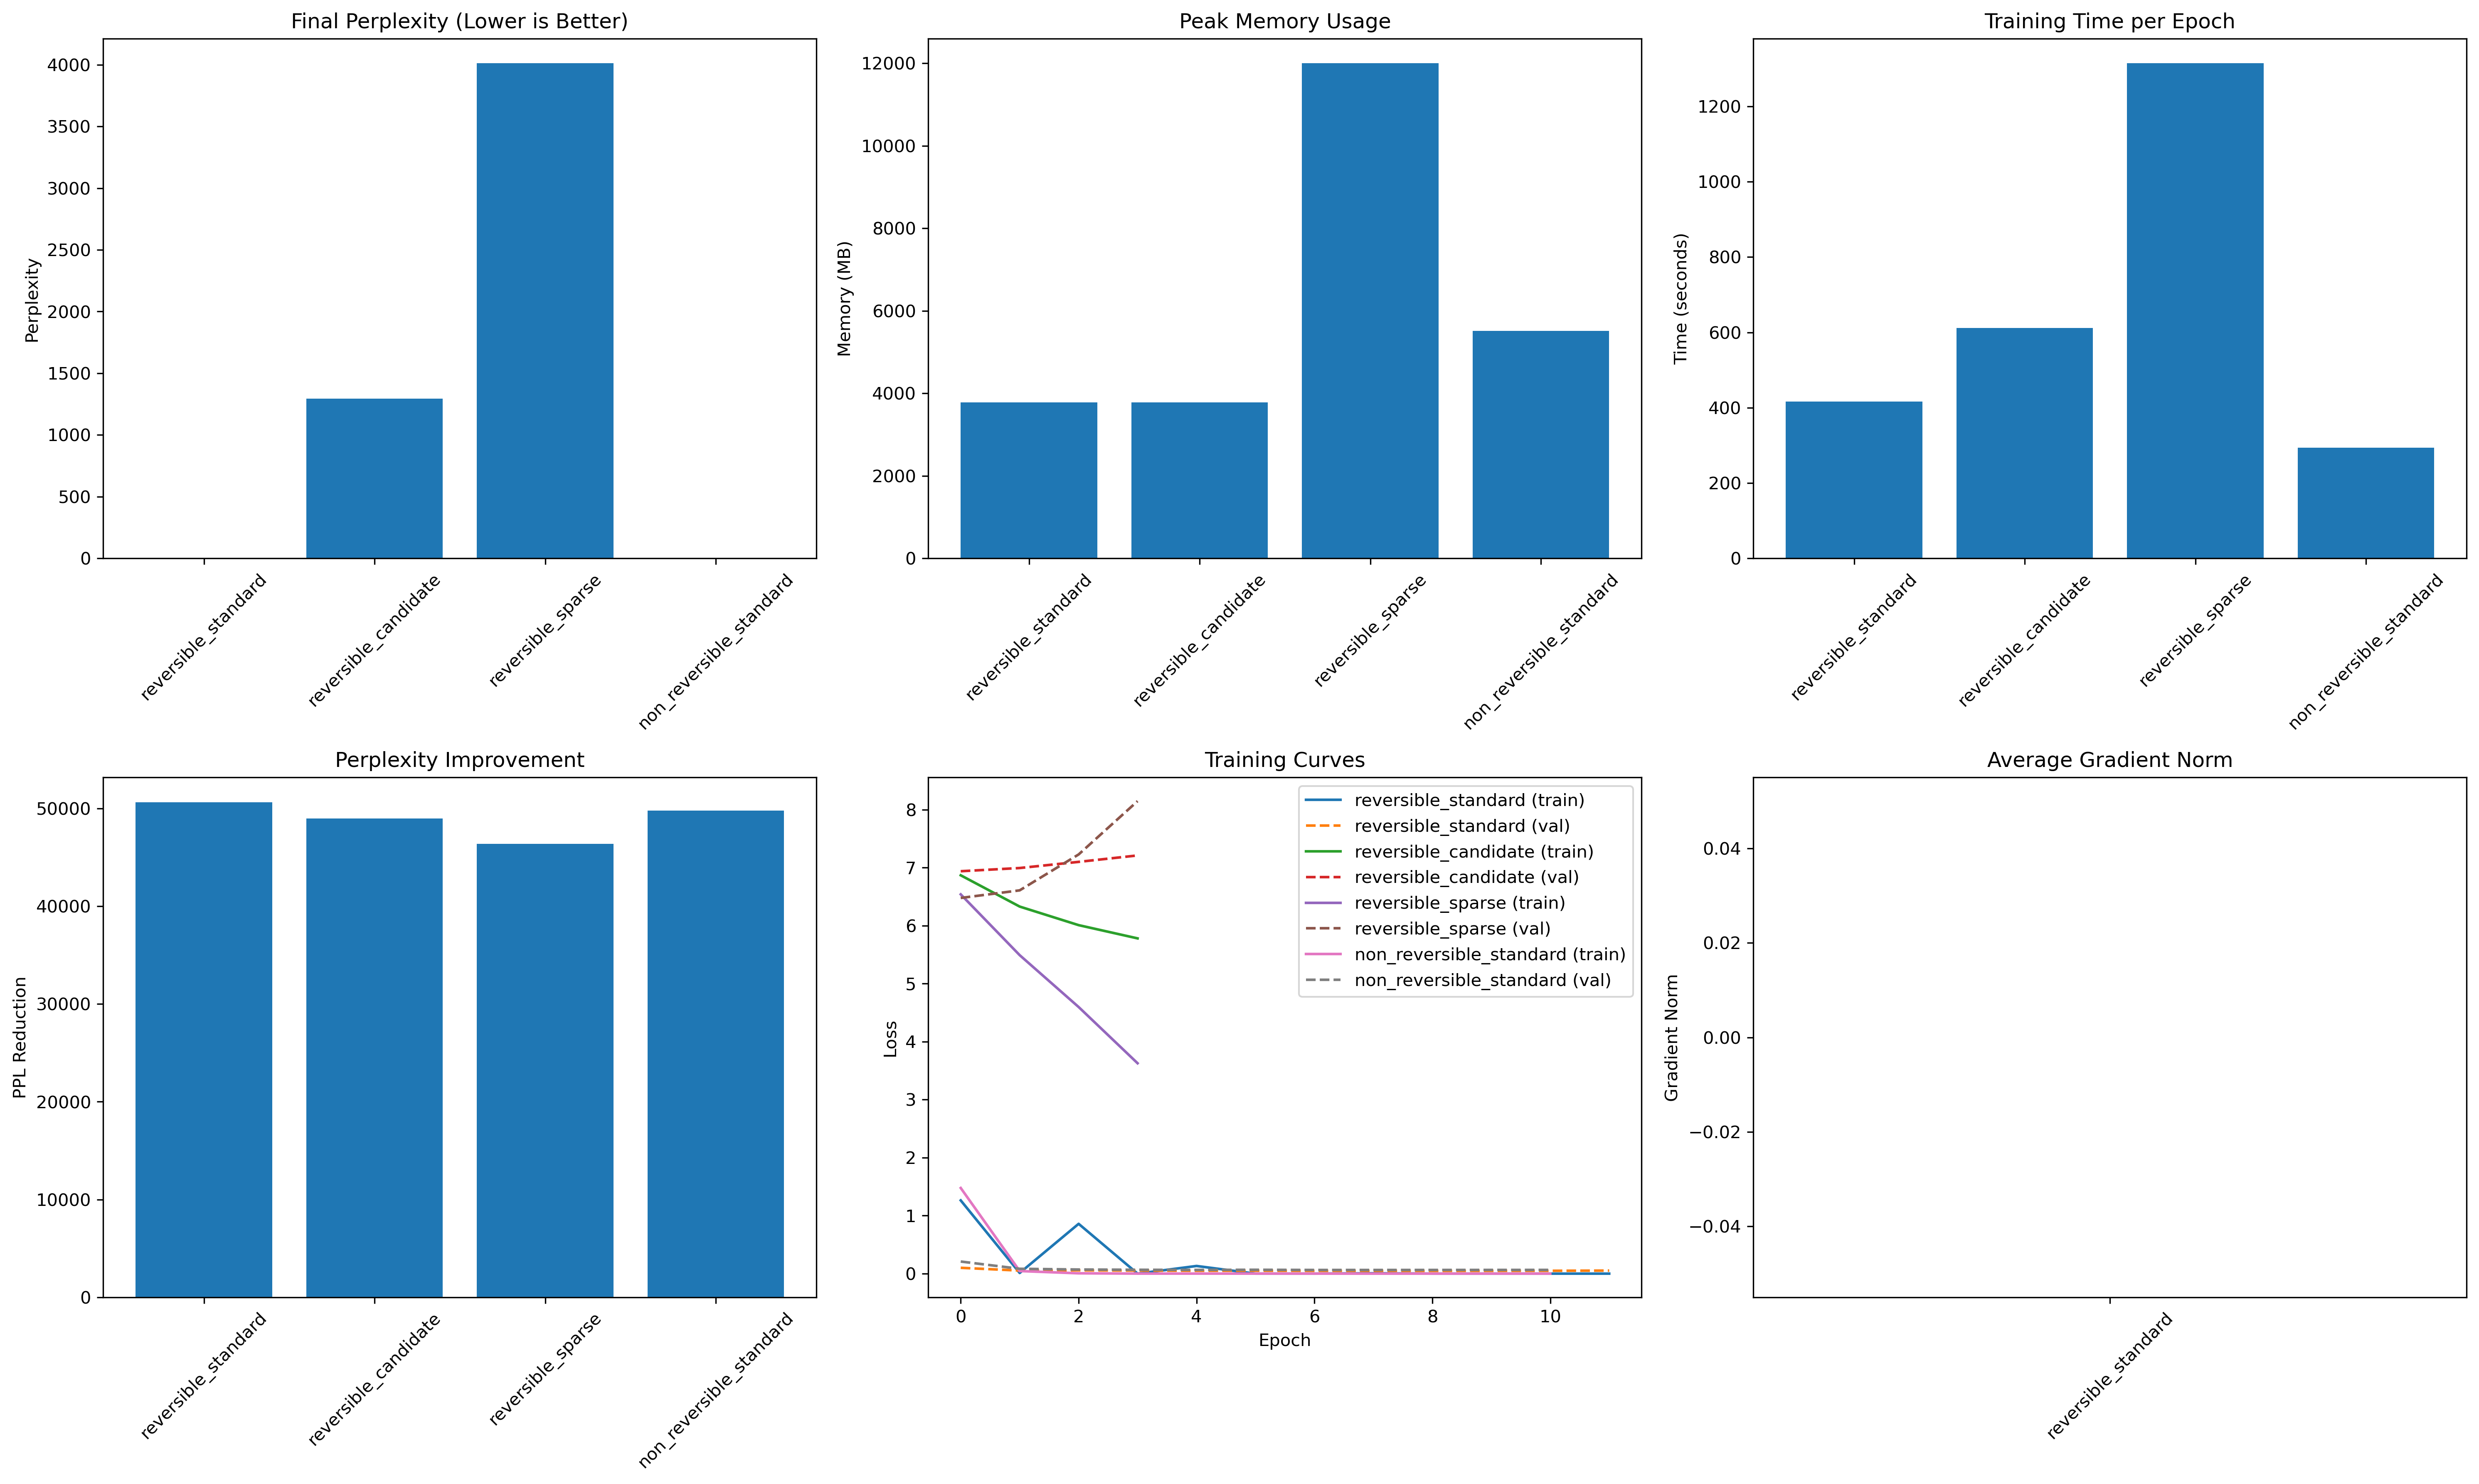 Final Perplexity (Lower is Better)
Perplexity
4000
3500
3000
2500
2000
1500
1000
500
0
reversible_standard
reversible_candidate
reversible_sparse
non_reversible_standard
Peak Memory Usage
Memory (MB)
12000
10000
8000
6000
4000
2000
0
reversible_standard
reversible_candidate
reversible_sparse
non_reversible_standard
Training Time per Epoch
Time (seconds)
1200
1000
800
600
400
200
0
reversible_standard
reversible_candidate
reversible_sparse
non_reversible_standard
Perplexity Improvement
PPL Reduction
50000
40000
30000
20000
10000
0
reversible_standard
reversible_candidate
reversible_sparse
non_reversible_standard
Training Curves
Loss
8
7
6
5
4
3
2
1
0
reversible_standard (train)
reversible_standard (val)
reversible_candidate (train)
reversible_candidate (val)
reversible_sparse (train)
reversible_sparse (val)
non_reversible_standard (train)
non_reversible_standard (val)
0 2 4 6 8 10
Epoch
Average Gradient Norm
Gradient Norm
0.04
0.02
0.00
−0.02
−0.04
reversible_standard